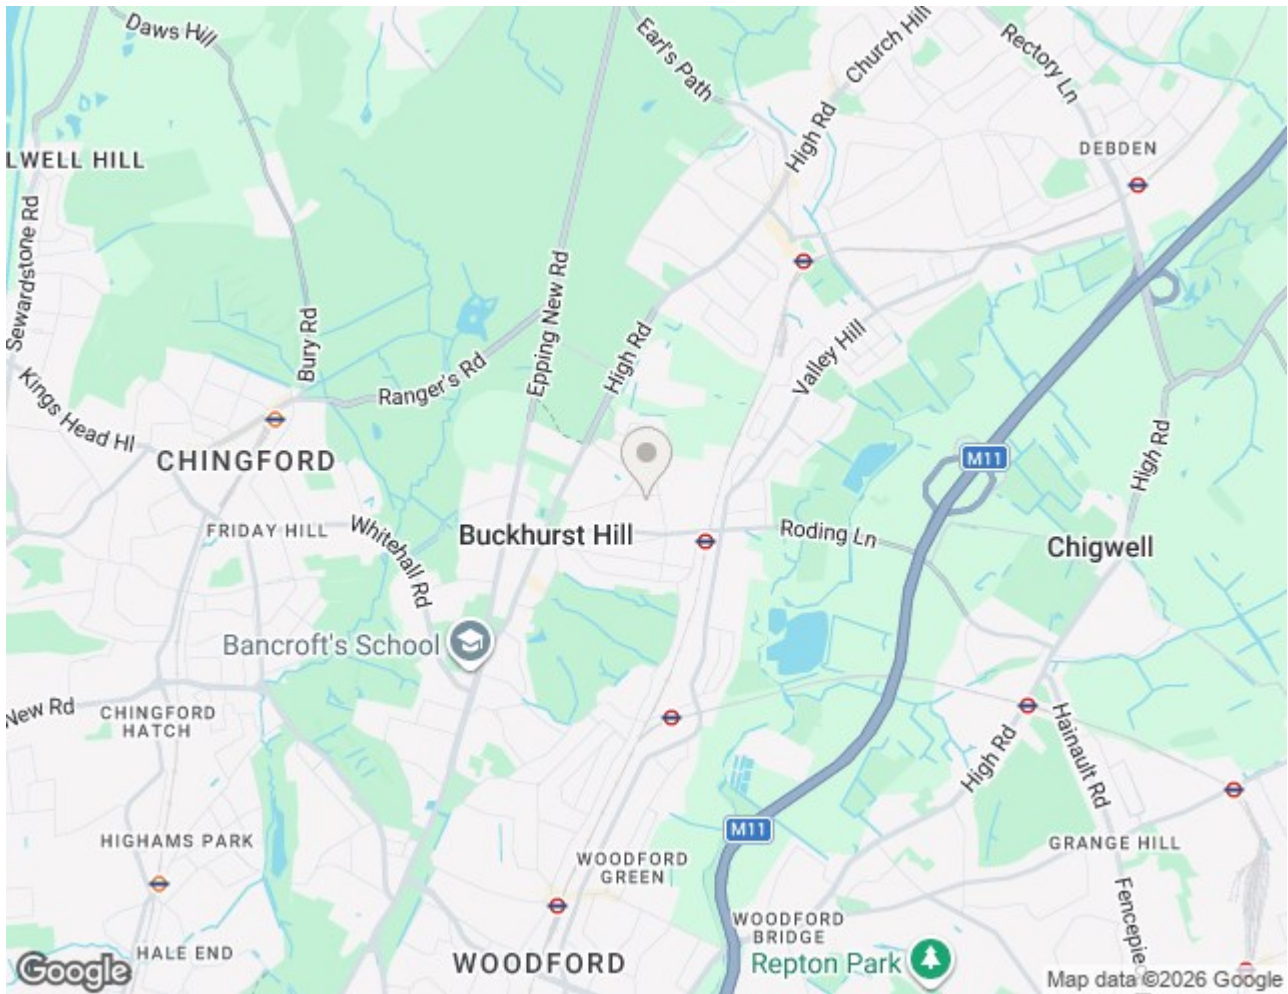 Daws Hill
Earl's Path
Church Hill
Rectory Ln
High Rd
DEBDEN
LWELL HILL
Sewardstone Rd
Epping New Rd
Bury Rd
High Rd
Valley Hill
Ranger's Rd
Kings Head Hl
CHINGFORD
M11
High Rd
FRIDAY HILL
Whitehall Rd
Buckhurst Hill
Roding Ln
Chigwell
Bancroft's School
New Rd
CHINGFORD
HATCH
Hainault Rd
High Rd
M11
HIGHAMS PARK
WOODFORD
GREEN
GRANGE HILL
Fencepie
WOODFORD
BRIDGE
HALE END
WOODFORD
Repton Park
Google
Map data ©2026 Google